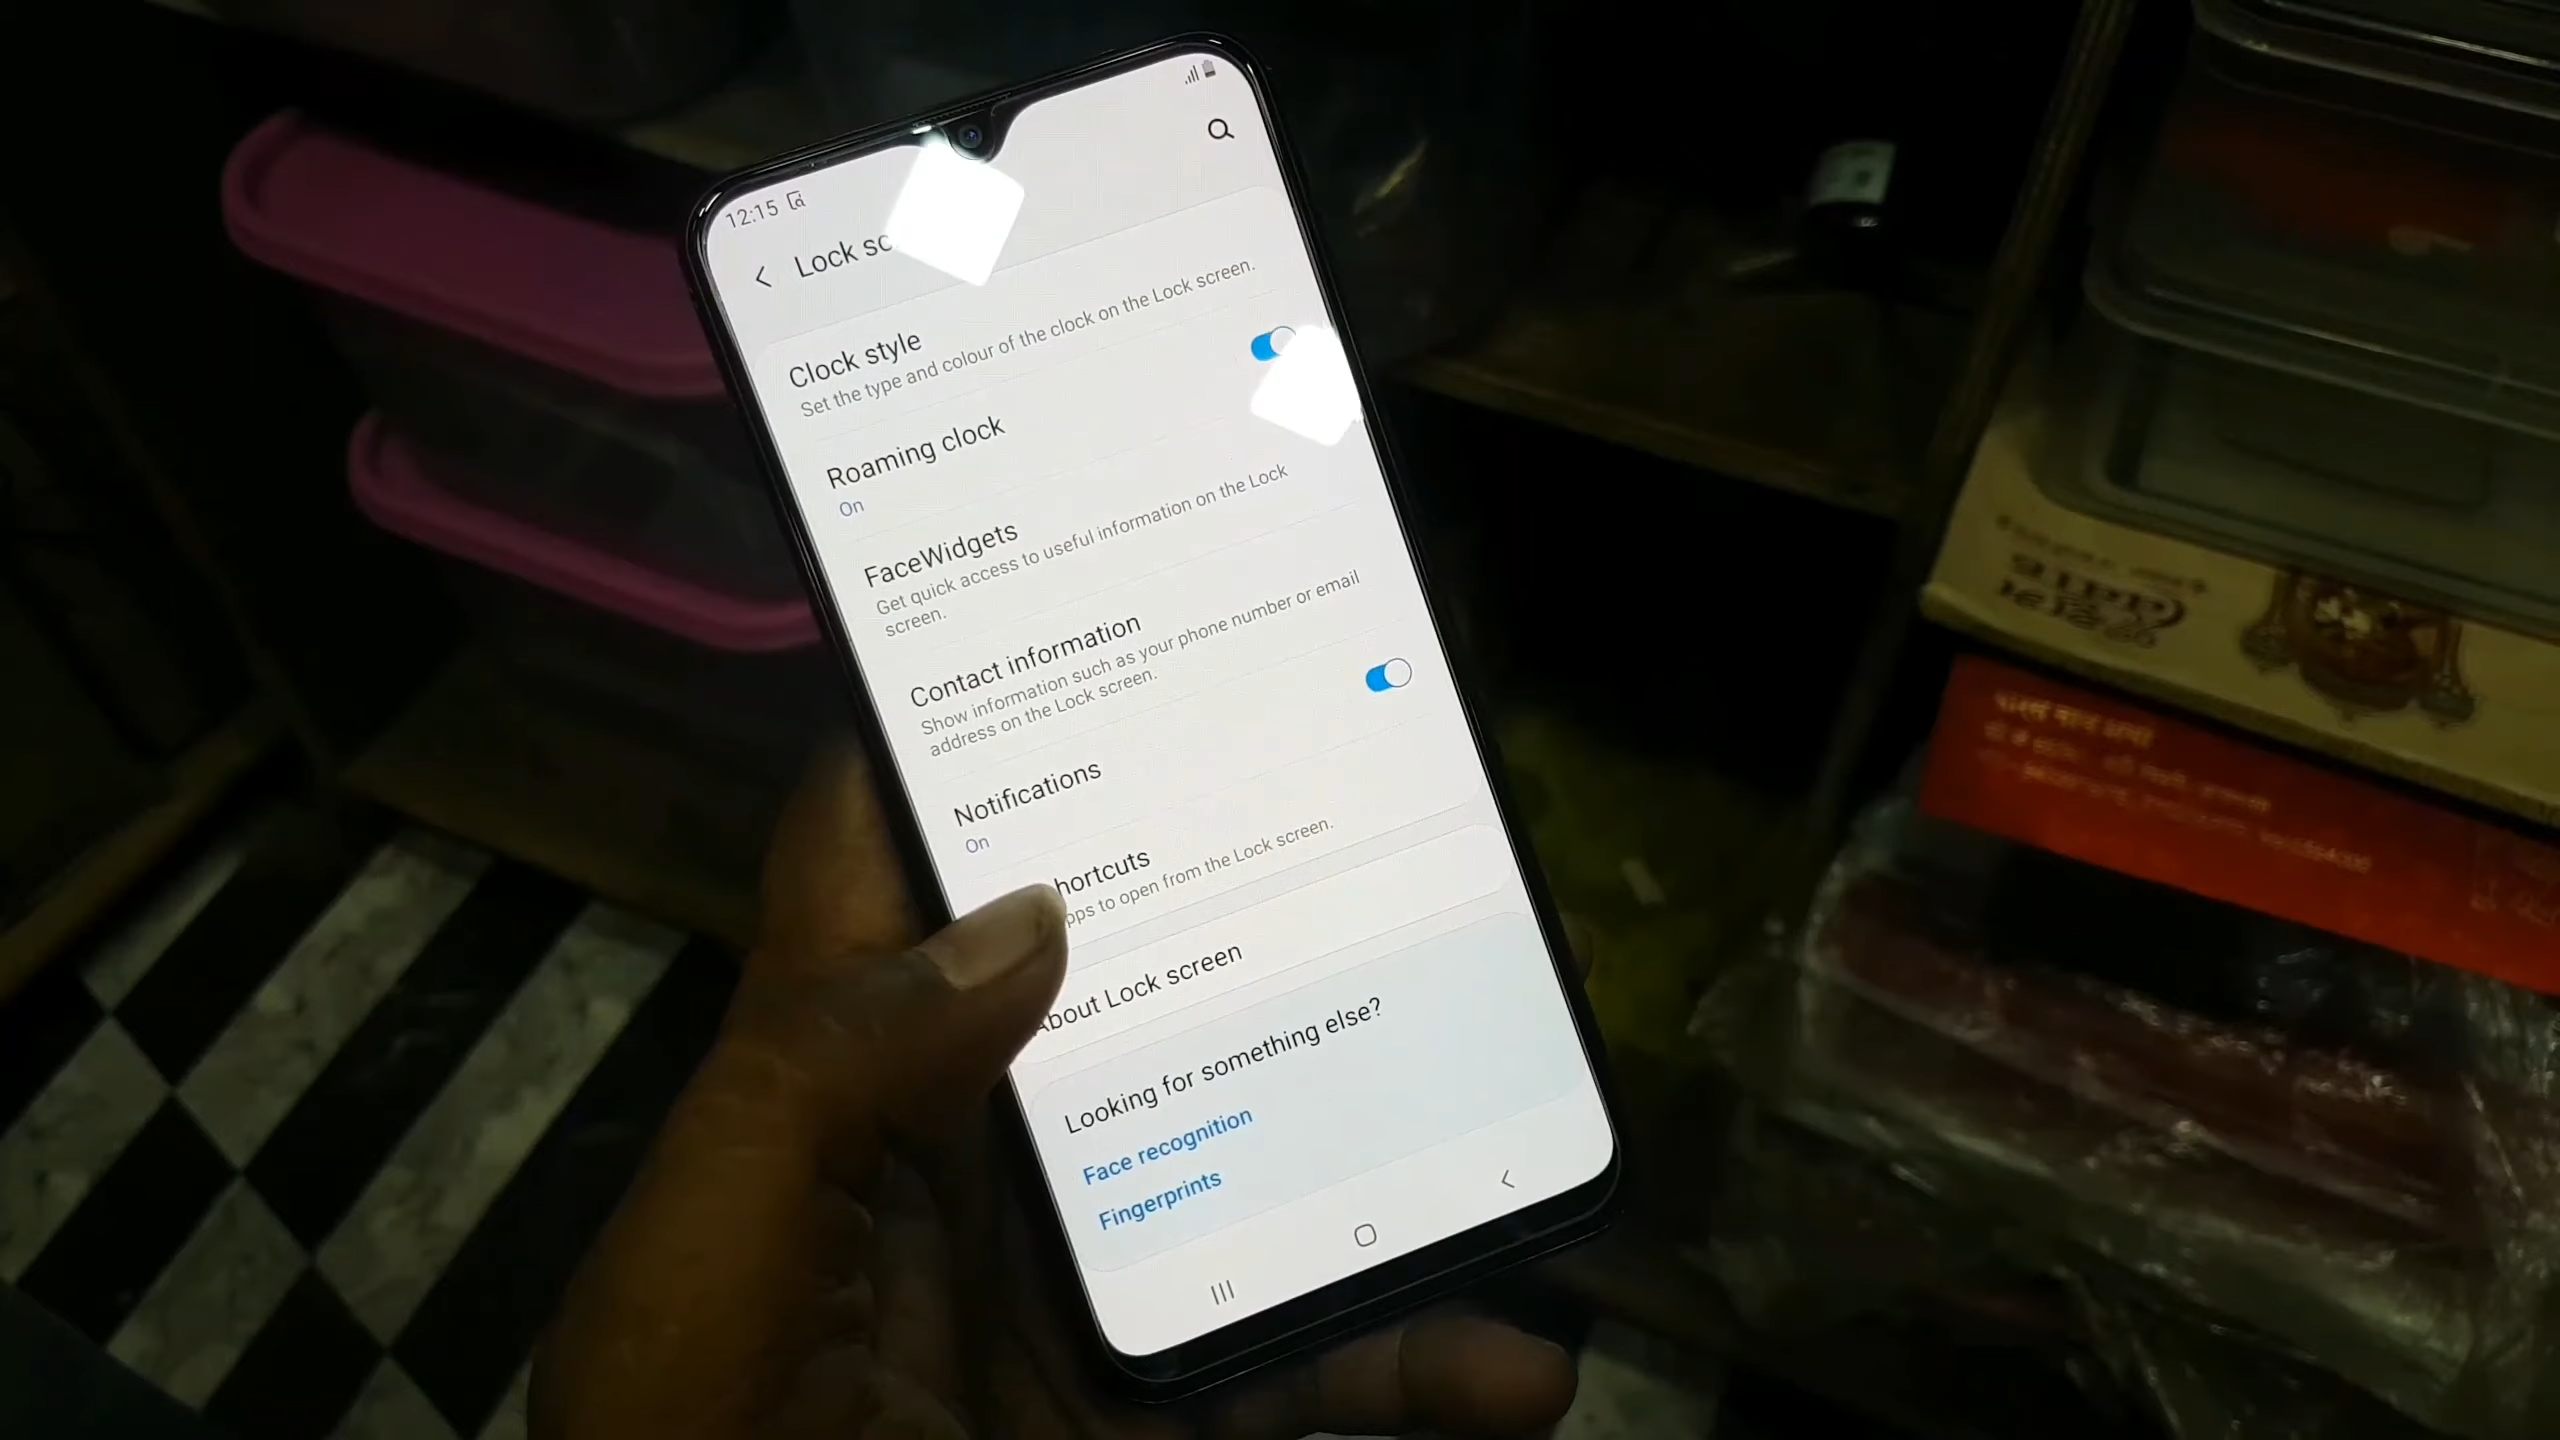 12:15
Lock sc
Clock style
Set the type and colour of the clock on the Lock screen.
Roaming clock
On
FaceWidgets
Get quick access to useful information on the Lock
screen.
Contact information
Show information such as your phone number or email
address on the Lock screen.
Notifications
On
hortcuts
pps to open from the Lock screen.
About Lock screen
Looking for something else?
Face recognition
Fingerprints